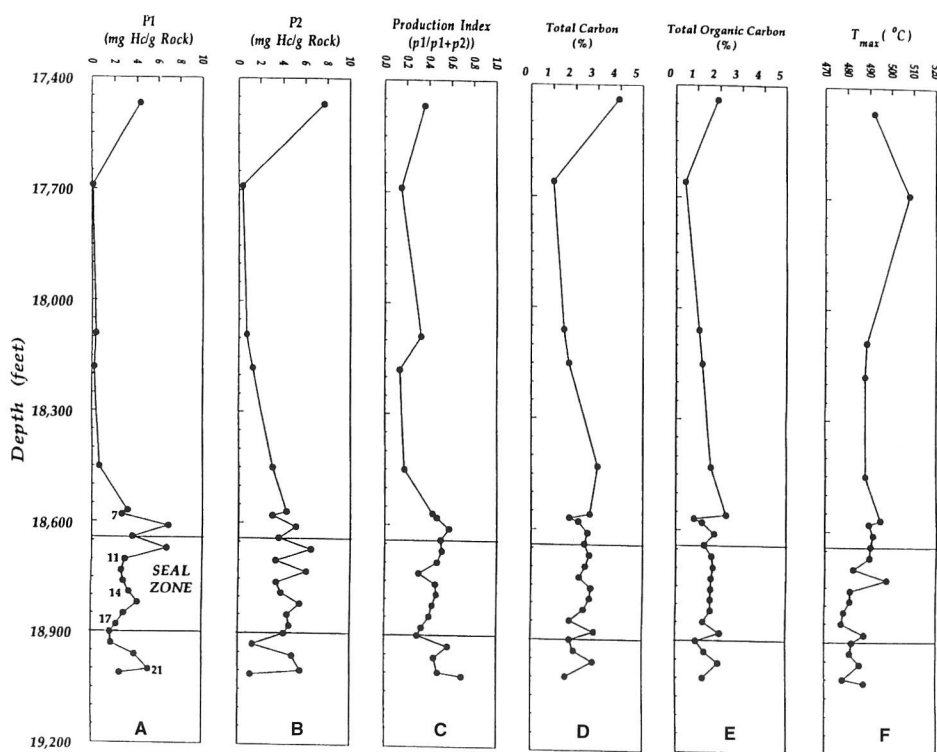 P1
(mg Hc/g Rock)
0 2 4 6 8 10
P2
(mg Hc/g Rock)
0 2 4 6 8 10
Production Index
(p1/p1+p2))
0.0 0.2 0.4 0.6 0.8 1.0
Total Carbon
(%)
0 1 2 3 4 5
Total Organic Carbon
(%)
0 1 2 3 4 5
Tmax ( °C)
470 480 490 500 510 520
Depth (feet)
17,400
17,700
18,000
18,300
18,600
18,900
19,200
7
11
SEAL
ZONE
14
17
21
A
B
C
D
E
F